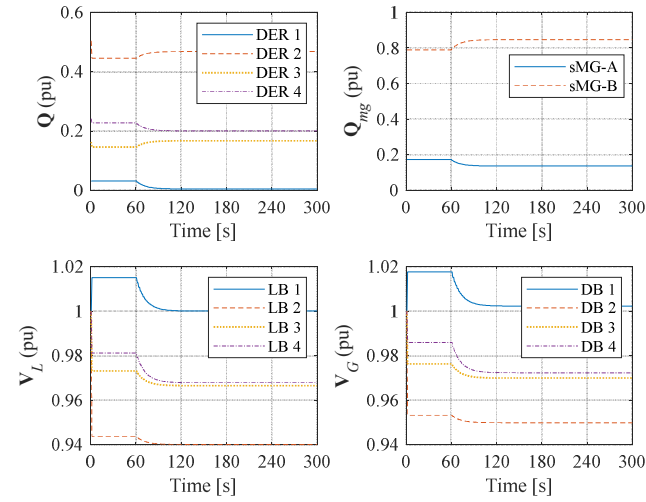 0.6
0.4
0.2
0
Q (pu)
DER 1
DER 2
DER 3
DER 4
0 60 120 180 240 300
Time [s]
1
0.8
0.6
0.4
0.2
0
Qmg (pu)
sMG-A
sMG-B
0 60 120 180 240 300
Time [s]
1.02
1
0.98
0.96
0.94
VL (pu)
LB 1
LB 2
LB 3
LB 4
0 60 120 180 240 300
Time [s]
1.02
1
0.98
0.96
0.94
VG (pu)
DB 1
DB 2
DB 3
DB 4
0 60 120 180 240 300
Time [s]